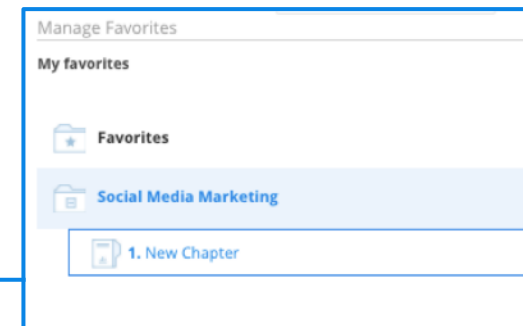 Manage Favorites
My favorites
Favorites
Social Media Marketing
1. New Chapter